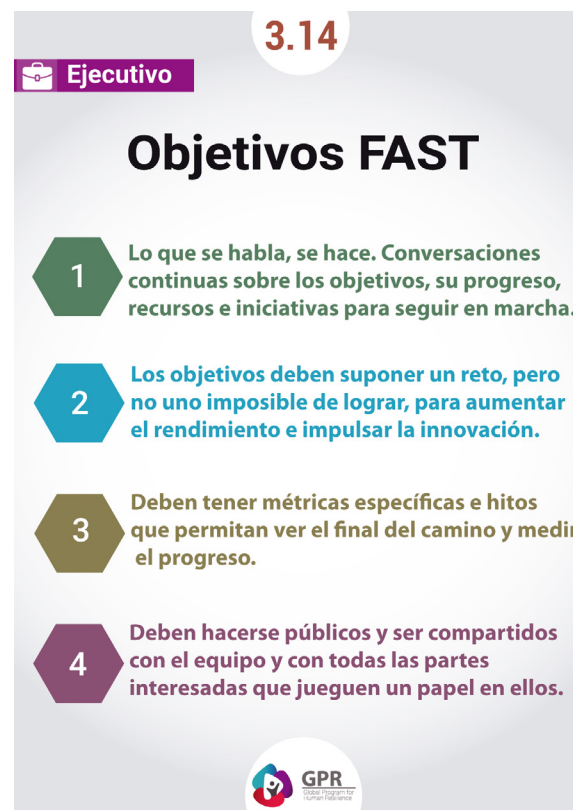 3.14
Ejecutivo
Objetivos FAST
1
Lo que se habla, se hace. Conversaciones
continuas sobre los objetivos, su progreso,
recursos e iniciativas para seguir en marcha.
2
Los objetivos deben suponer un reto, pero
no uno imposible de lograr, para aumentar
el rendimiento e impulsar la innovación.
3
Deben tener métricas específicas e hitos
que permitan ver el final del camino y medir
el progreso.
4
Deben hacerse públicos y ser compartidos
con el equipo y con todas las partes
interesadas que jueguen un papel en ellos.
GPR
Global Program for
Human Resilience